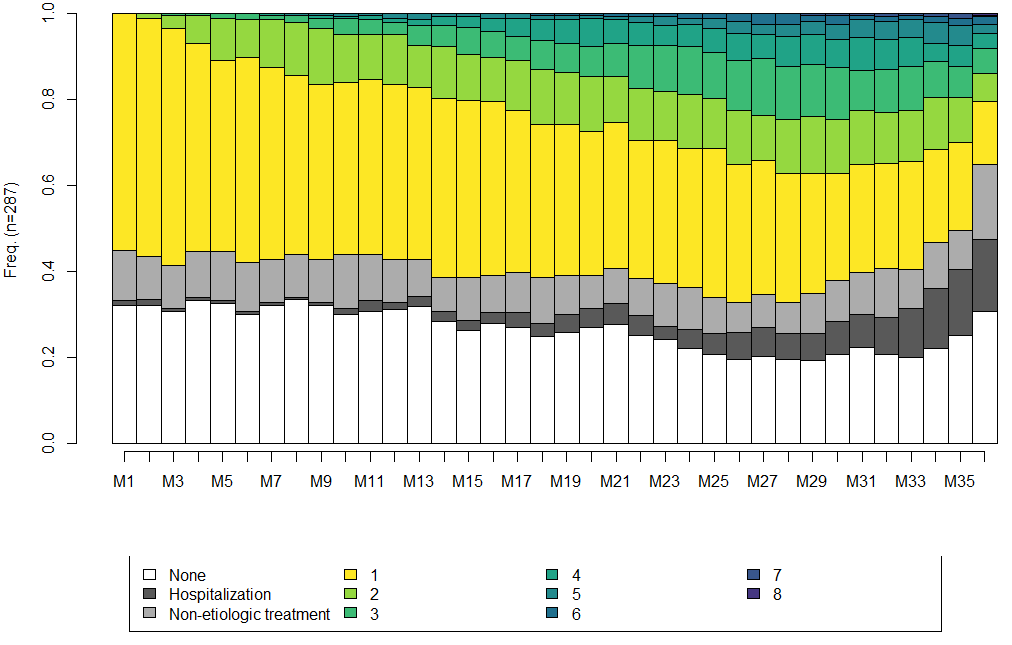 Freq. (n=287)
1.0
0.8
0.6
0.4
0.2
0.0
M1 M3 M5 M7 M9 M11 M13 M15 M17 M19 M21 M23 M25 M27 M29 M31 M33 M35
None 1 4 7
Hospitalization 2 5 8
Non-etiologic treatment 3 6